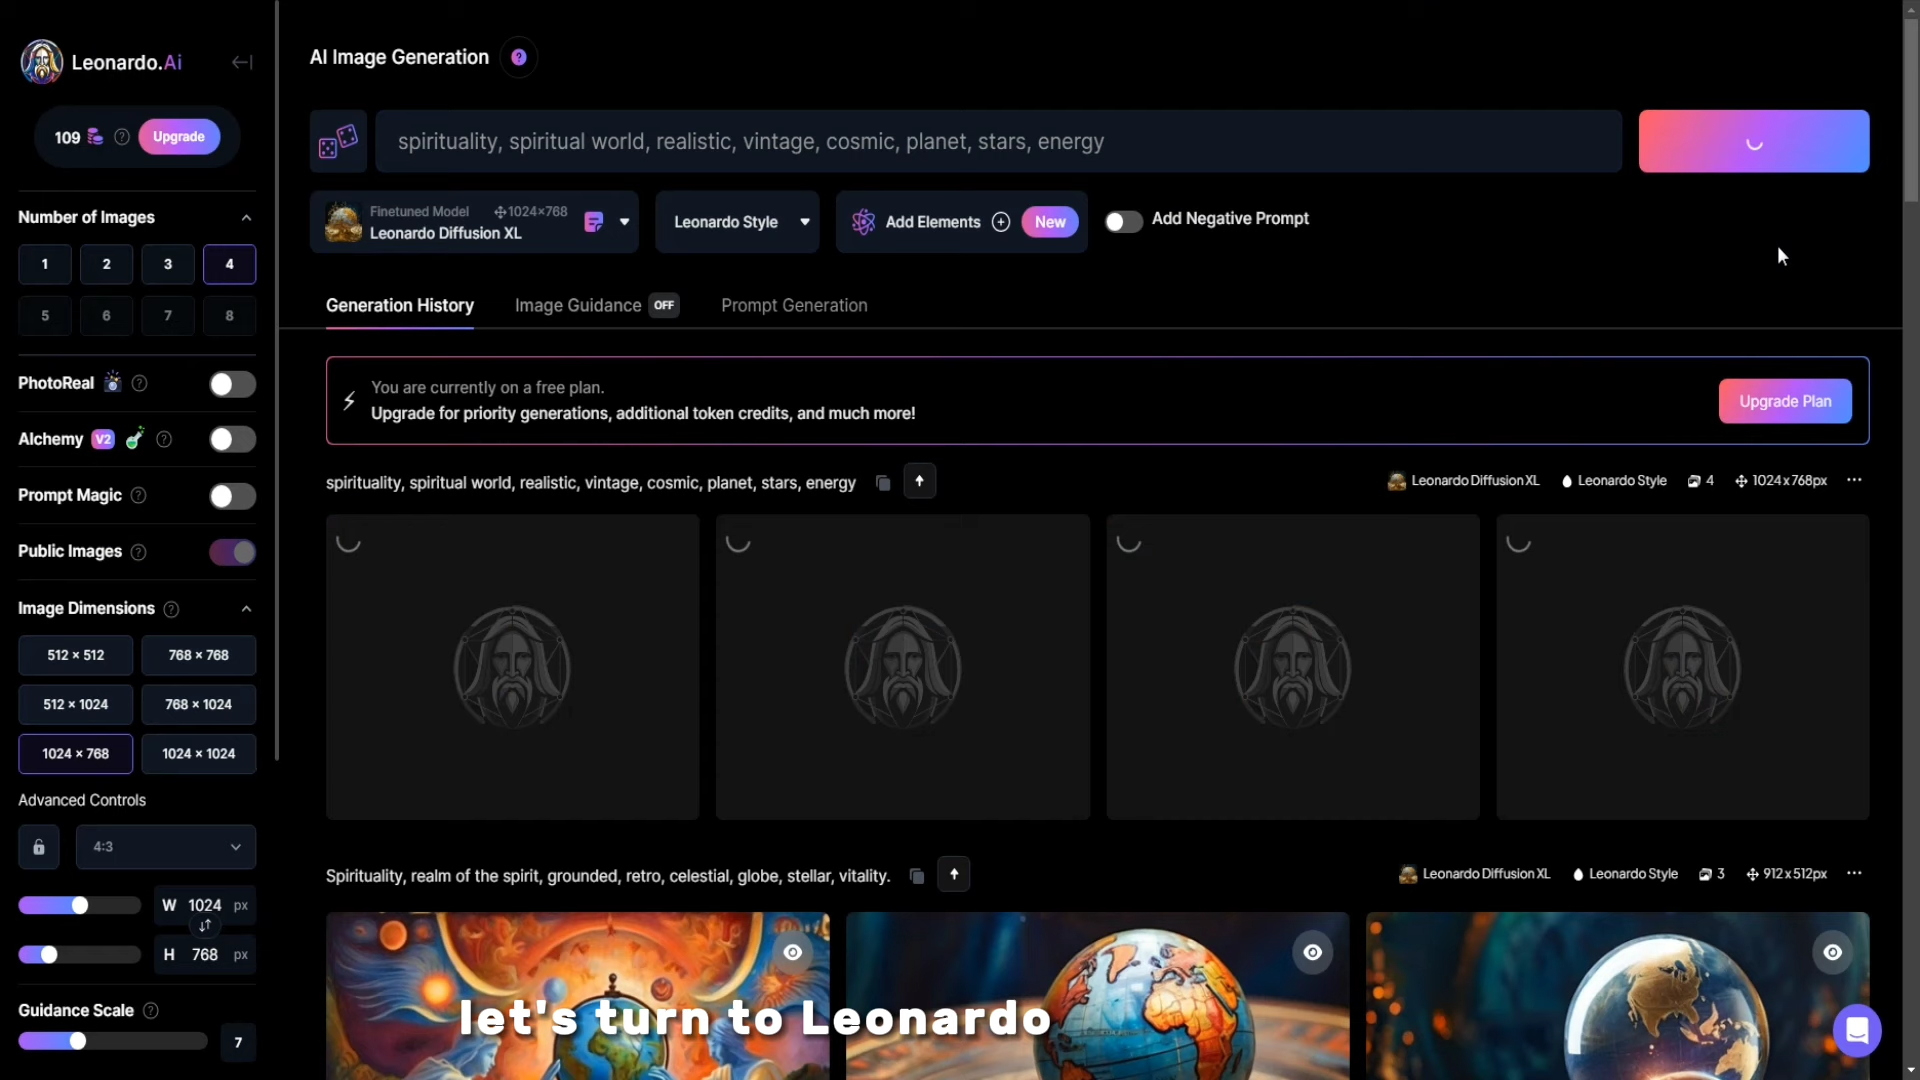 Leonardo.Ai
109 Upgrade
Number of Images
1 2 3 4
5 6 7 8
PhotoReal
Alchemy V2
Prompt Magic
Public Images
Image Dimensions
512 × 512 768 × 768
512 × 1024 768 × 1024
1024 × 768 1024 × 1024
Advanced Controls
4:3
W 1024 px
H 768 px
Guidance Scale
7
AI Image Generation ?
spirituality, spiritual world, realistic, vintage, cosmic, planet, stars, energy
Finetuned Model 1024×768
Leonardo Diffusion XL
Leonardo Style
Add Elements New
Add Negative Prompt
Generation History Image Guidance OFF Prompt Generation
You are currently on a free plan.
Upgrade for priority generations, additional token credits, and much more!
Upgrade Plan
spirituality, spiritual world, realistic, vintage, cosmic, planet, stars, energy
Leonardo Diffusion XL Leonardo Style 4 1024 x 768px
Spirituality, realm of the spirit, grounded, retro, celestial, globe, stellar, vitality.
Leonardo Diffusion XL Leonardo Style 3 912 x 512px
let's turn to Leonardo